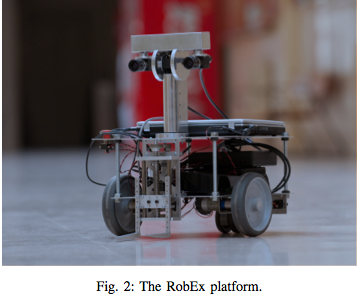 Fig. 2: The RobEx platform.